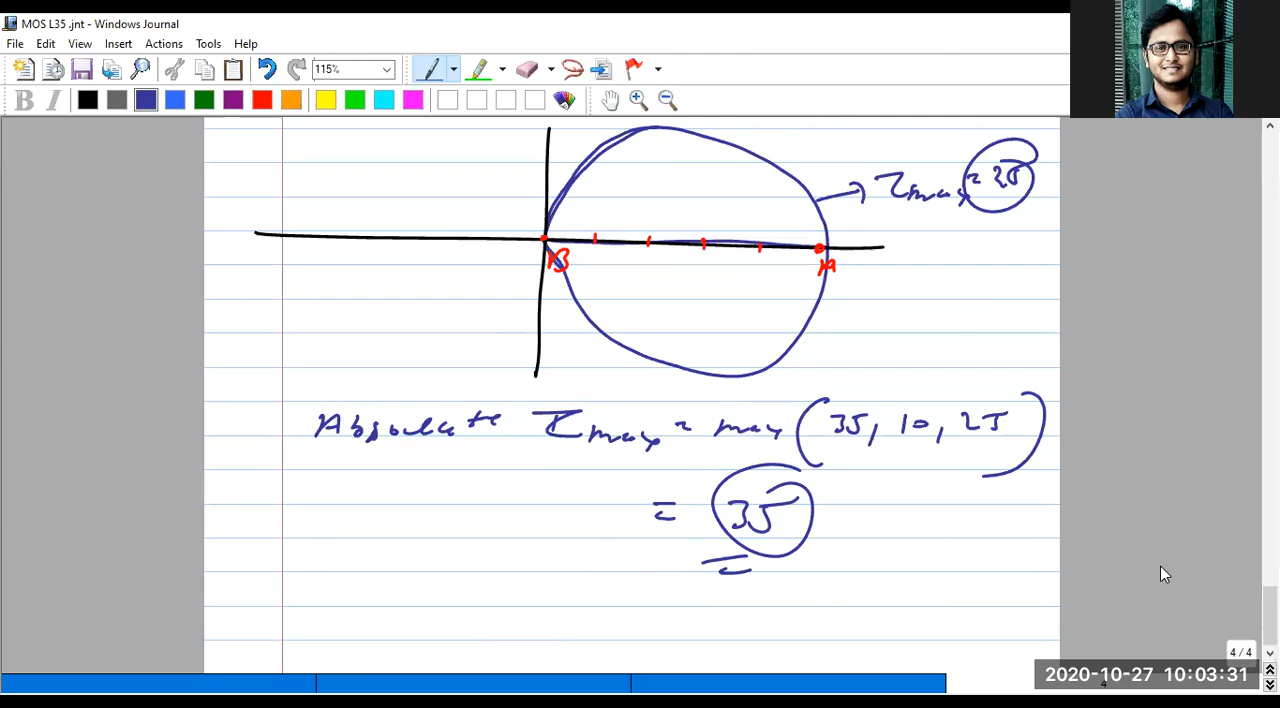 MOS L35 .jnt - Windows Journal
File Edit View Insert Actions Tools Help
115%
B I
τmax = 25
B A
Absolute τmax = max (35, 10, 25)
= 35
4 / 4
2020-10-27 10:03:31
4